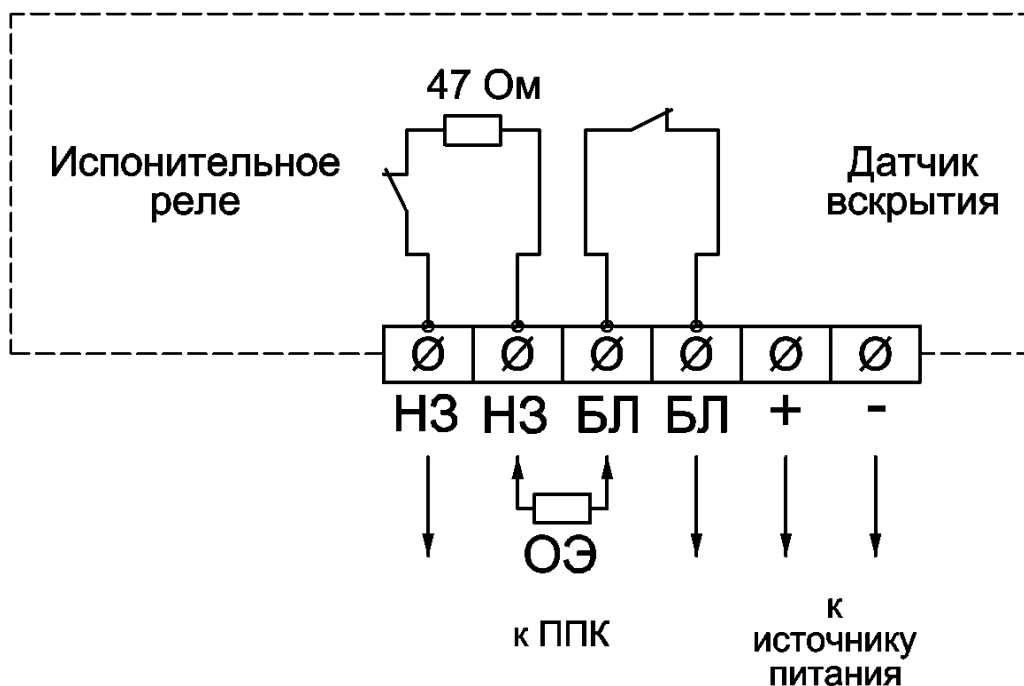 47 Ом
Испонительное
реле
Датчик
вскрытия
НЗ НЗ БЛ БЛ + -
ОЭ
к ППК
к
источнику
питания